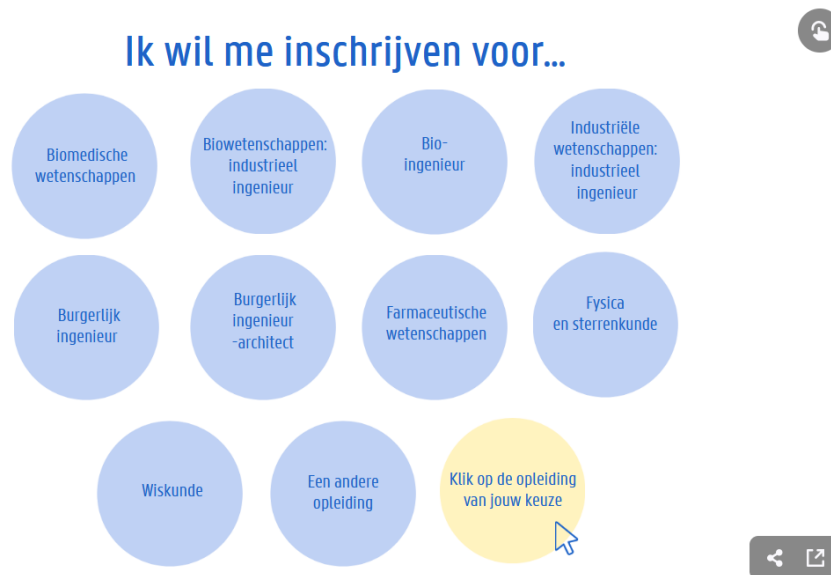 Ik wil me inschrijven voor...
Biomedische
wetenschappen
Biowetenschappen:
industrieel
ingenieur
Bio-
ingenieur
Industriële
wetenschappen:
industrieel
ingenieur
Burgerlijk
ingenieur
Burgerlijk
ingenieur
-architect
Farmaceutische
wetenschappen
Fysica
en sterrenkunde
Wiskunde
Een andere
opleiding
Klik op de opleiding
van jouw keuze